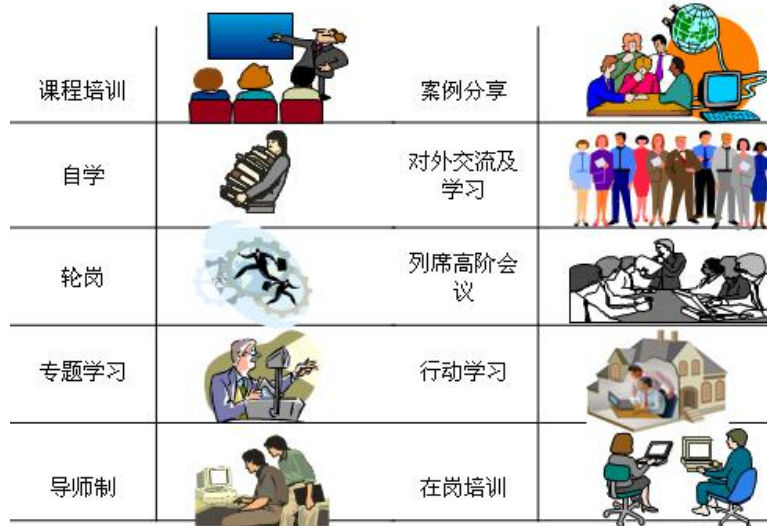 课程培训
案例分享
自学
对外交流及
学习
轮岗
列席高阶会
议
专题学习
行动学习
导师制
在岗培训